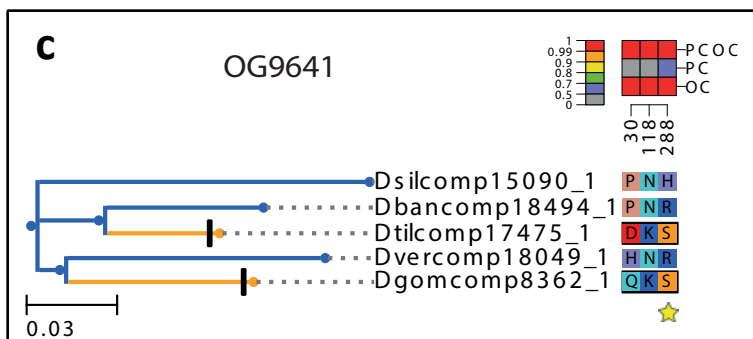 c
OG9641
1
0.99
0.9
0.8
0.7
0.5
0
PCOC
PC
OC
30
118
288
Dsilcomp15090_1 P N H
Dbancomp18494_1 P N R
Dtilcomp17475_1 D K S
Dvercomp18049_1 H N R
Dgomcomp8362_1 Q K S
0.03